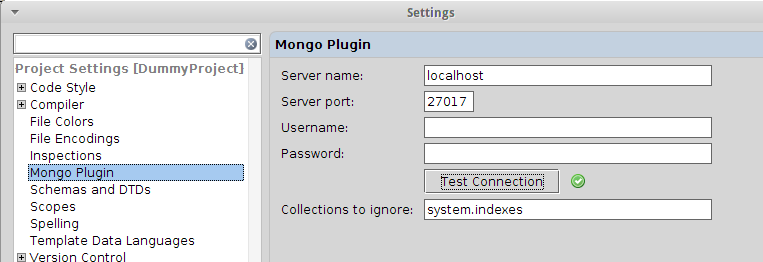 Settings
Project Settings [DummyProject]
Code Style
Compiler
File Colors
File Encodings
Inspections
Mongo Plugin
Schemas and DTDs
Scopes
Spelling
Template Data Languages
Version Control
Mongo Plugin
Server name: localhost
Server port: 27017
Username:
Password:
Test Connection
Collections to ignore: system.indexes